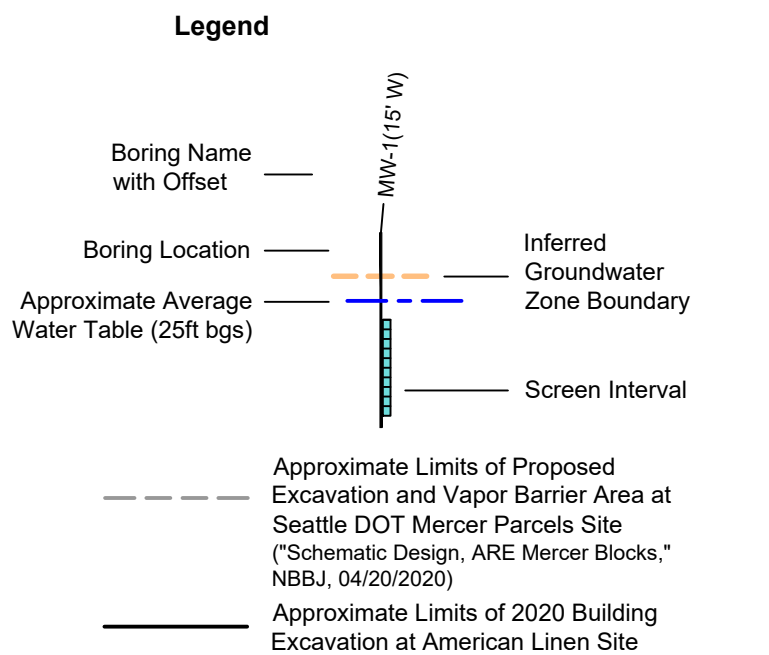 Legend
MW-1(15' W)
Boring Name
with Offset
Boring Location
Inferred
Groundwater
Zone Boundary
Approximate Average
Water Table (25ft bgs)
Screen Interval
Approximate Limits of Proposed
Excavation and Vapor Barrier Area at
Seattle DOT Mercer Parcels Site
("Schematic Design, ARE Mercer Blocks,"
NBBJ, 04/20/2020)
Approximate Limits of 2020 Building
Excavation at American Linen Site